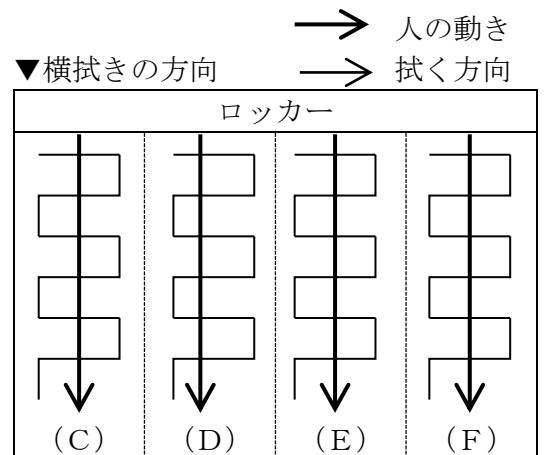 人の動き
▼横拭きの方向 拭く方向
ロッカー
（C） （D） （E） （F）